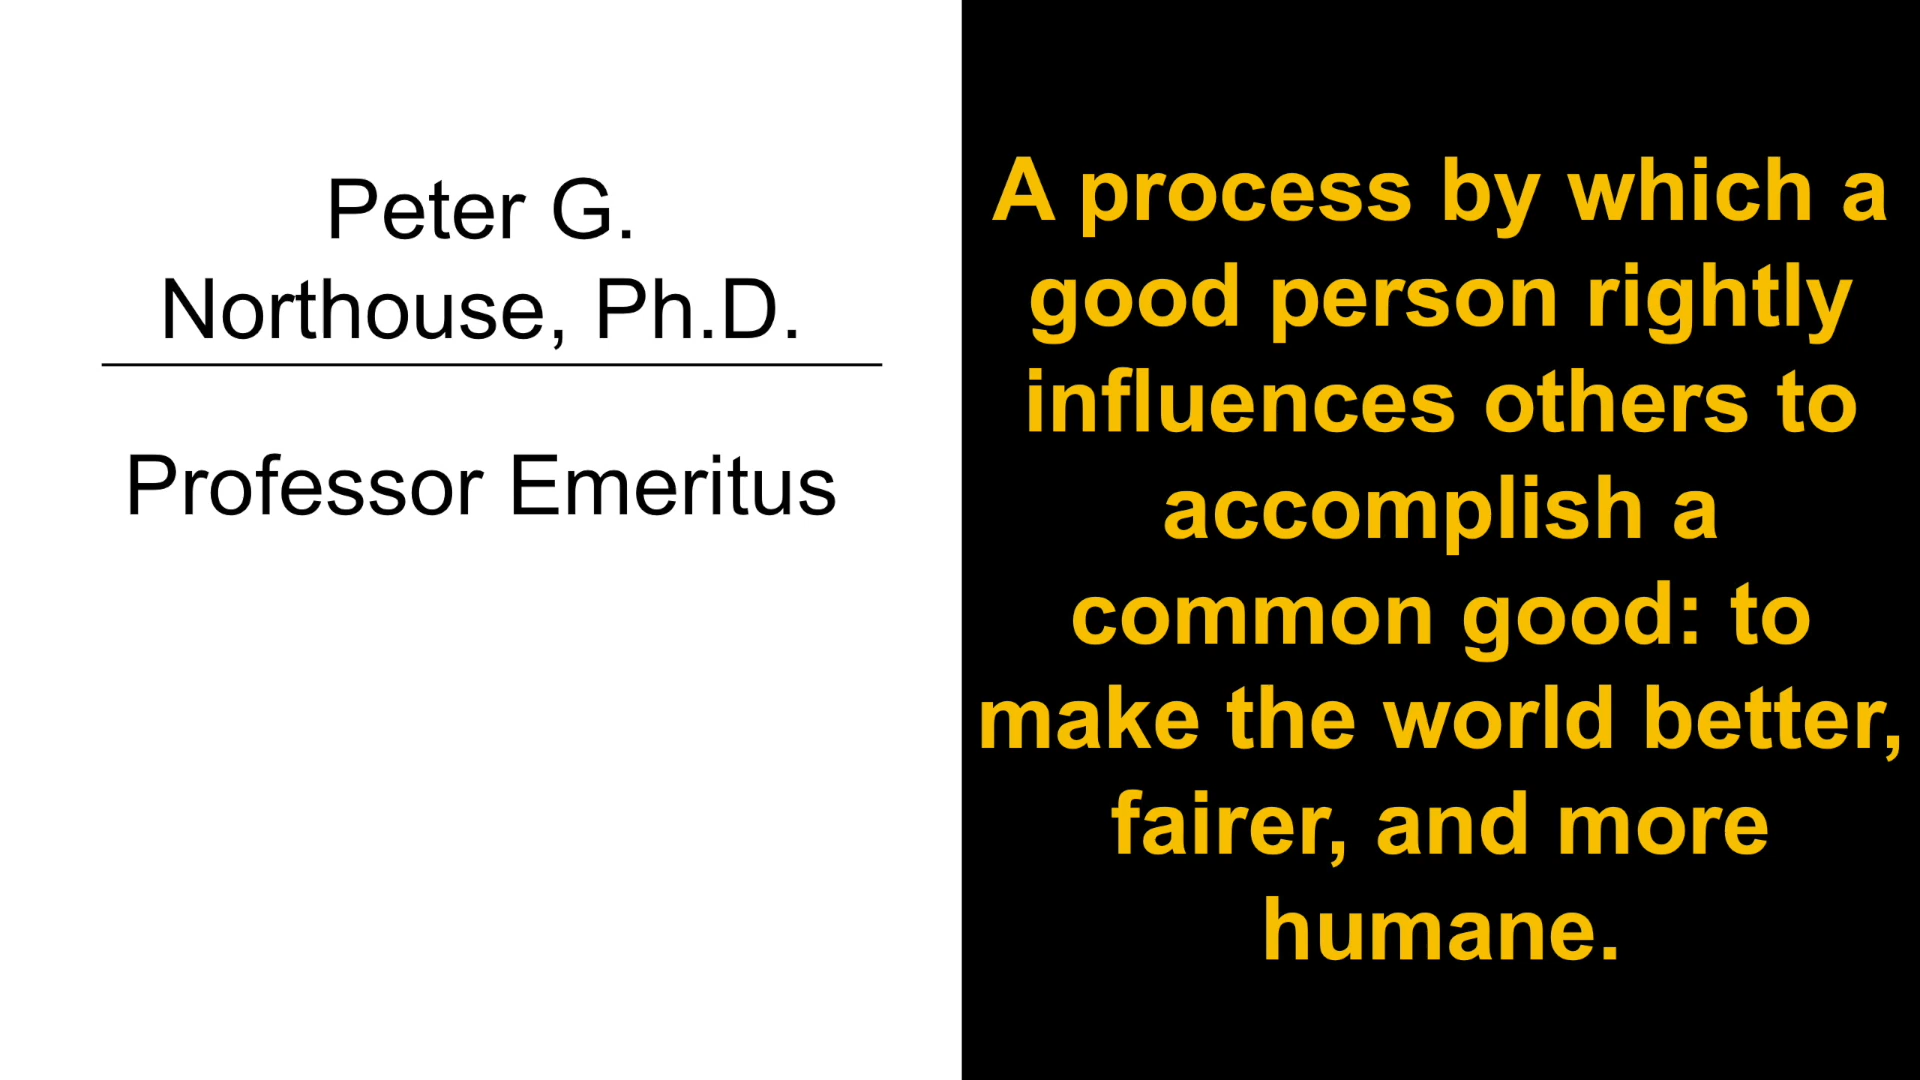 Peter G.
Northouse, Ph.D.
Professor Emeritus
A process by which a
good person rightly
influences others to
accomplish a
common good: to
make the world better,
fairer, and more
humane.